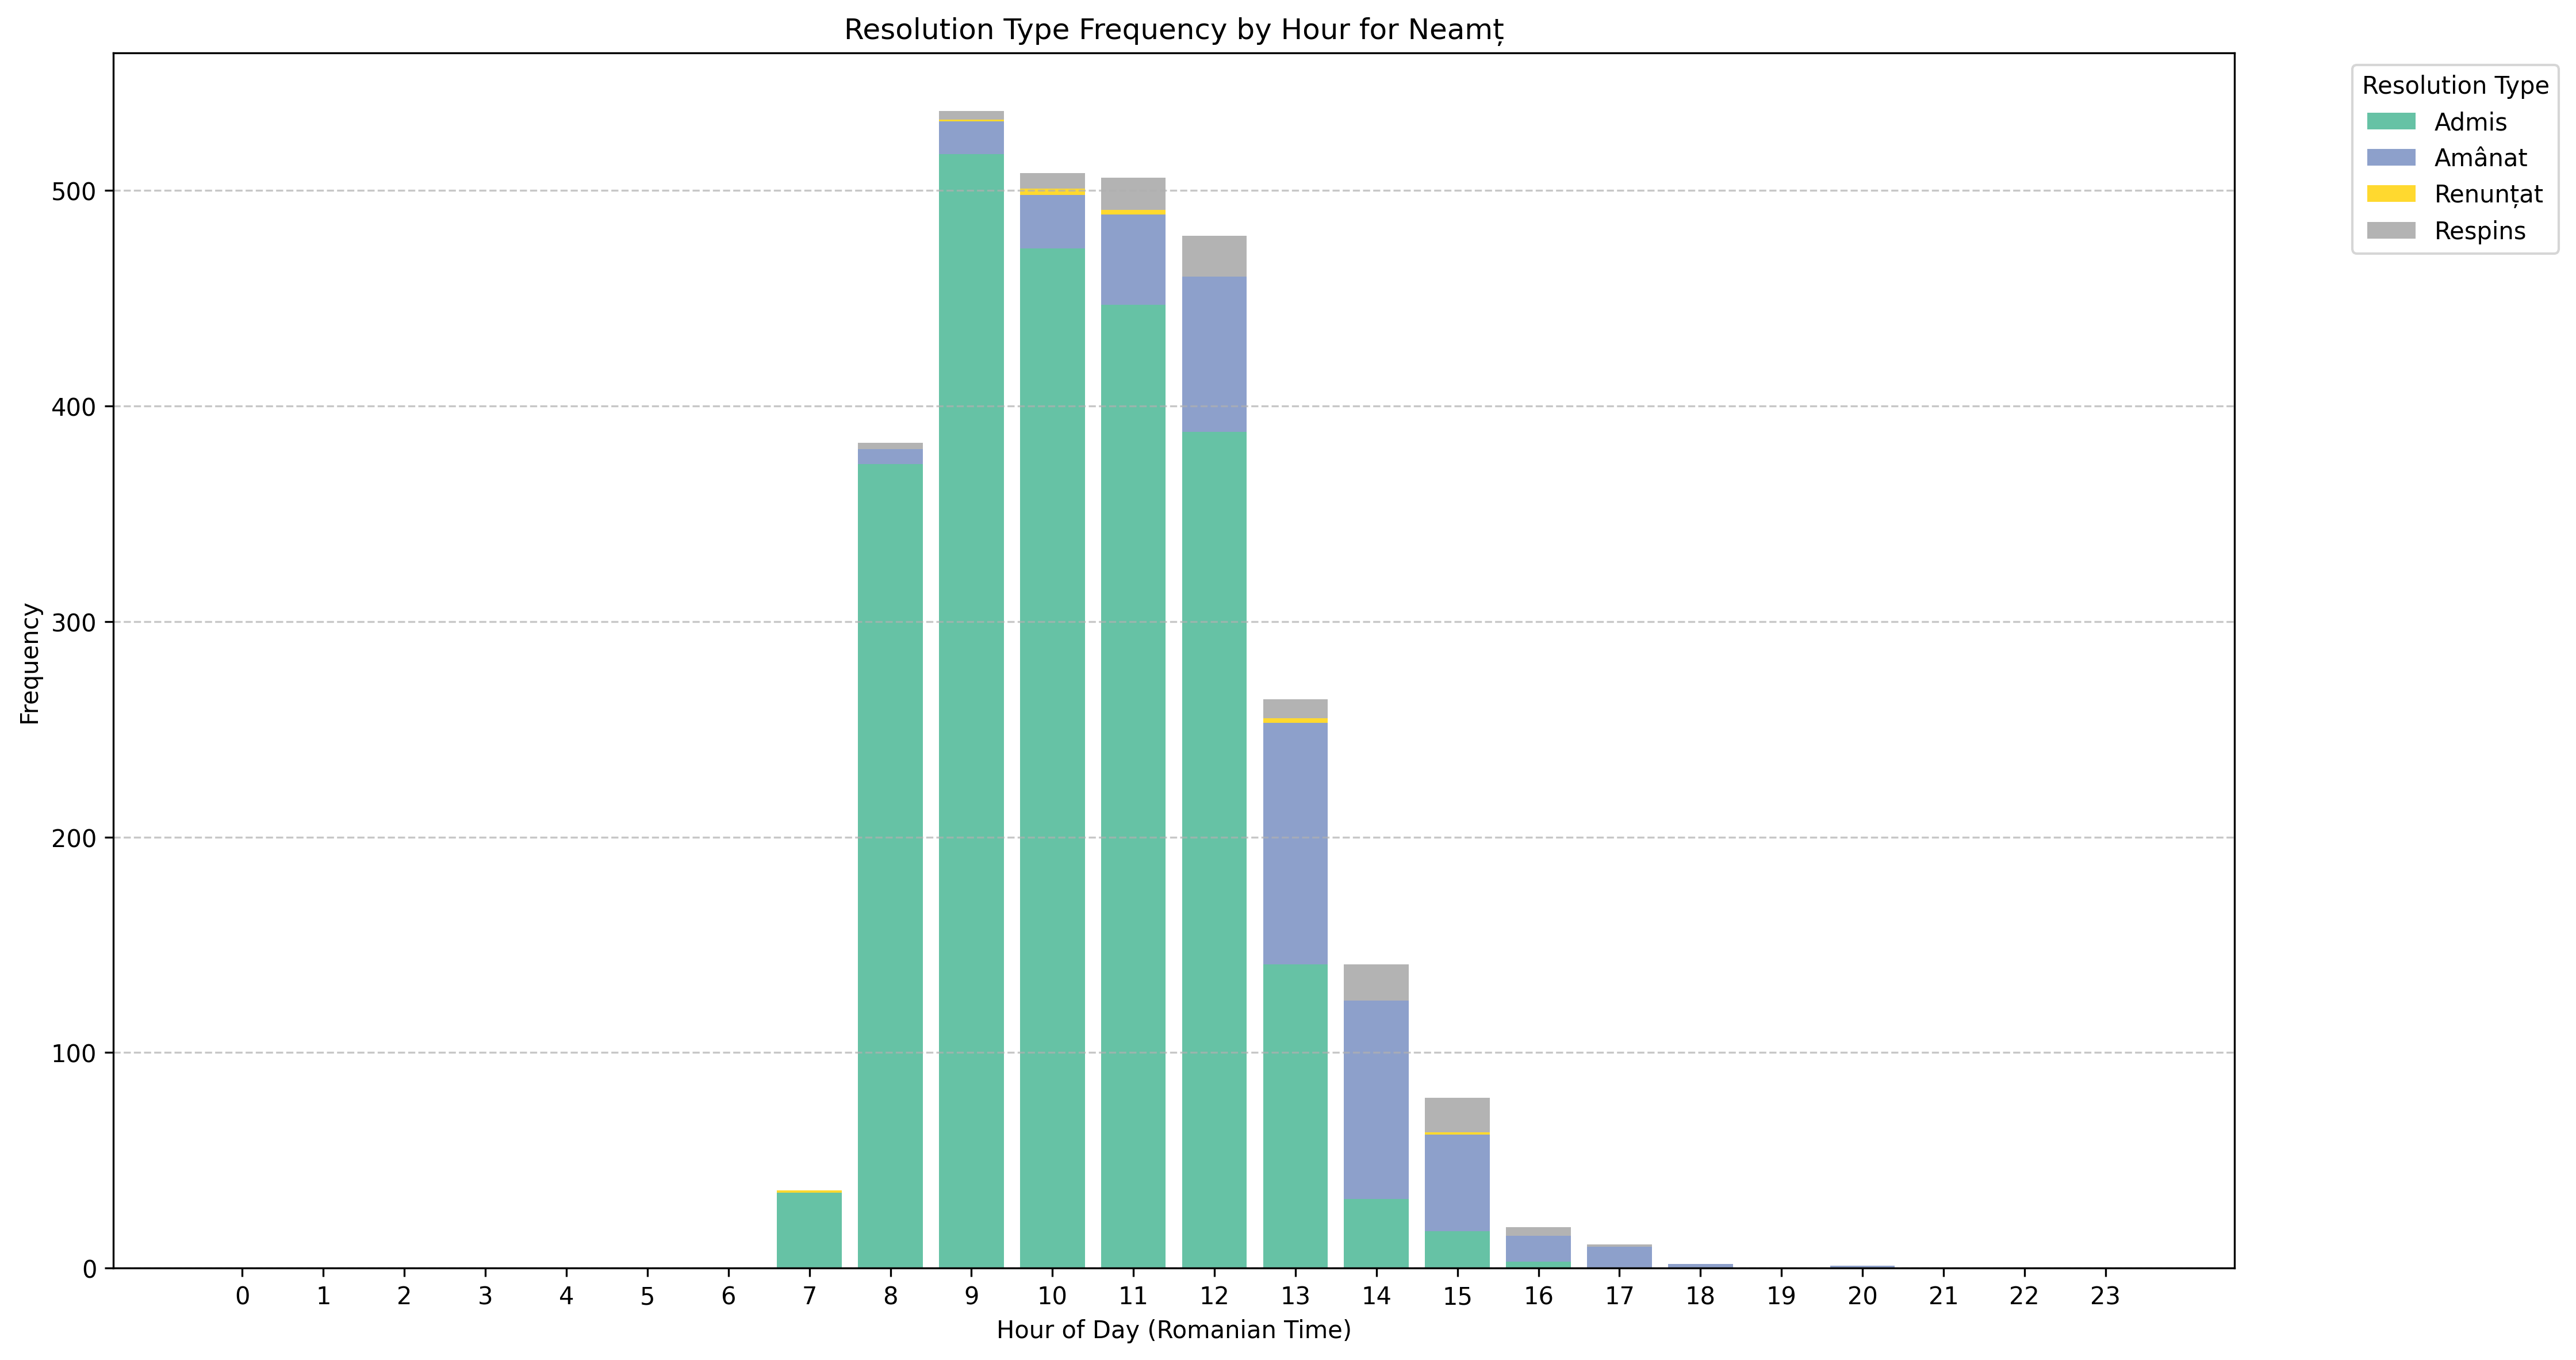 Resolution Type Frequency by Hour for Neamț
Resolution Type
Admis
Amânat
Renunțat
Respins
Frequency
500
400
300
200
100
0
0 1 2 3 4 5 6 7 8 9 10 11 12 13 14 15 16 17 18 19 20 21 22 23
Hour of Day (Romanian Time)